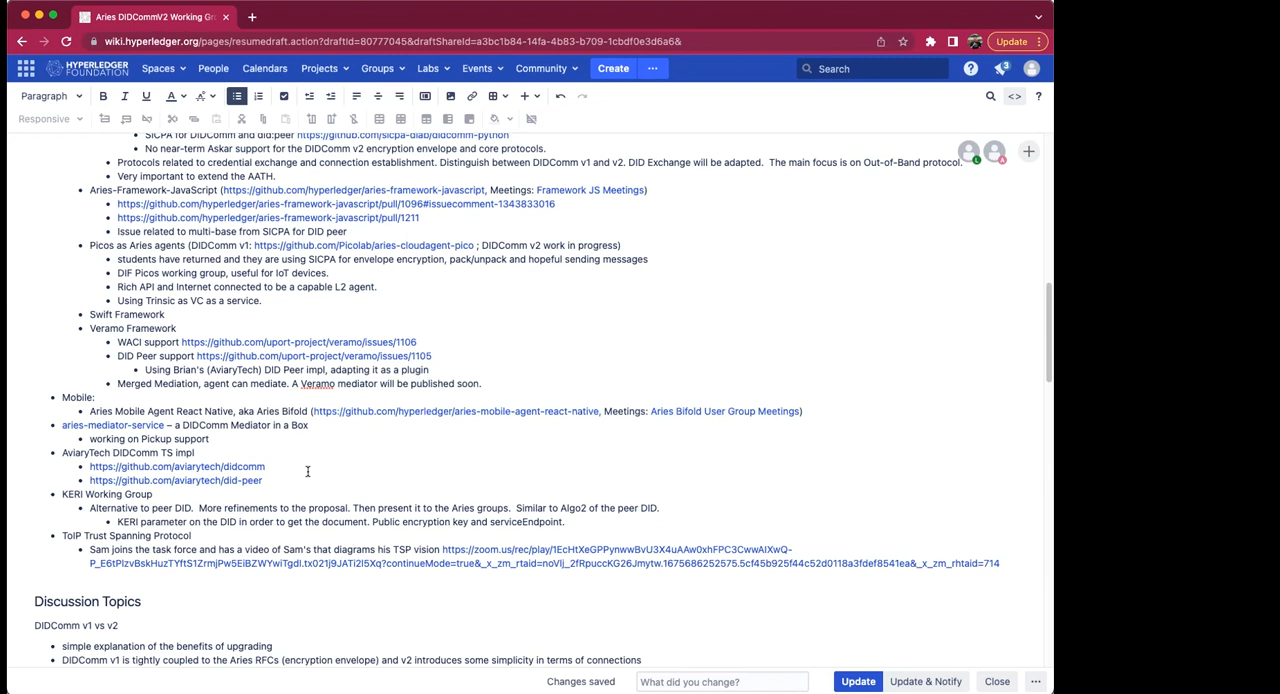 Aries DIDCommV2 Working Gr
wiki.hyperledger.org/pages/resumedraft.action?draftId=80777045&draftShareId=a3bc1b84-14fa-4b83-b709-1cbdf0e3d6a6&
Update
HYPERLEDGER FOUNDATION
Spaces People Calendars Projects Groups Labs Events Community Create Search 3
Paragraph B I U A
Responsive
SICPA for DIDComm and did:peer https://github.com/sicpa-dlab/didcomm-python
No near-term Askar support for the DIDComm v2 encryption envelope and core protocols.
Protocols related to credential exchange and connection establishment. Distinguish between DIDComm v1 and v2. DID Exchange will be adapted. The main focus is on Out-of-Band protocol.
Very important to extend the AATH.
Aries-Framework-JavaScript (https://github.com/hyperledger/aries-framework-javascript, Meetings: Framework JS Meetings)
https://github.com/hyperledger/aries-framework-javascript/pull/1096#issuecomment-1343833016
https://github.com/hyperledger/aries-framework-javascript/pull/1211
Issue related to multi-base from SICPA for DID peer
Picos as Aries agents (DIDComm v1: https://github.com/Picolab/aries-cloudagent-pico ; DIDComm v2 work in progress)
students have returned and they are using SICPA for envelope encryption, pack/unpack and hopeful sending messages
DIF Picos working group, useful for IoT devices.
Rich API and Internet connected to be a capable L2 agent.
Using Trinsic as VC as a service.
Swift Framework
Veramo Framework
WACI support https://github.com/uport-project/veramo/issues/1106
DID Peer support https://github.com/uport-project/veramo/issues/1105
Using Brian's (AviaryTech) DID Peer impl, adapting it as a plugin
Merged Mediation, agent can mediate. A Veramo mediator will be published soon.
Mobile:
Aries Mobile Agent React Native, aka Aries Bifold (https://github.com/hyperledger/aries-mobile-agent-react-native, Meetings: Aries Bifold User Group Meetings)
aries-mediator-service – a DIDComm Mediator in a Box
working on Pickup support
AviaryTech DIDComm TS impl
https://github.com/aviarytech/didcomm
https://github.com/aviarytech/did-peer
KERI Working Group
Alternative to peer DID. More refinements to the proposal. Then present it to the Aries groups. Similar to Algo2 of the peer DID.
KERI parameter on the DID in order to get the document. Public encryption key and serviceEndpoint.
ToIP Trust Spanning Protocol
Sam joins the task force and has a video of Sam's that diagrams his TSP vision https://zoom.us/rec/play/1EcHtXeGPPynwwBvU3X4uAAw0xhFPC3CwwAIXwQ-
P_E6tPlzvBskHuzTYftS1ZrmjPw5EiBZWYwiTgdI.tx021j9JATi2I5Xq?continueMode=true&_x_zm_rtaid=noVlj_2fRpuccKG26Jmytw.1675686252575.5cf45b925f44c52d0118a3fdef8541ea&_x_zm_rhtaid=714
Discussion Topics
DIDComm v1 vs v2
simple explanation of the benefits of upgrading
DIDComm v1 is tightly coupled to the Aries RFCs (encryption envelope) and v2 introduces some simplicity in terms of connections
Changes saved What did you change? Update Update & Notify Close